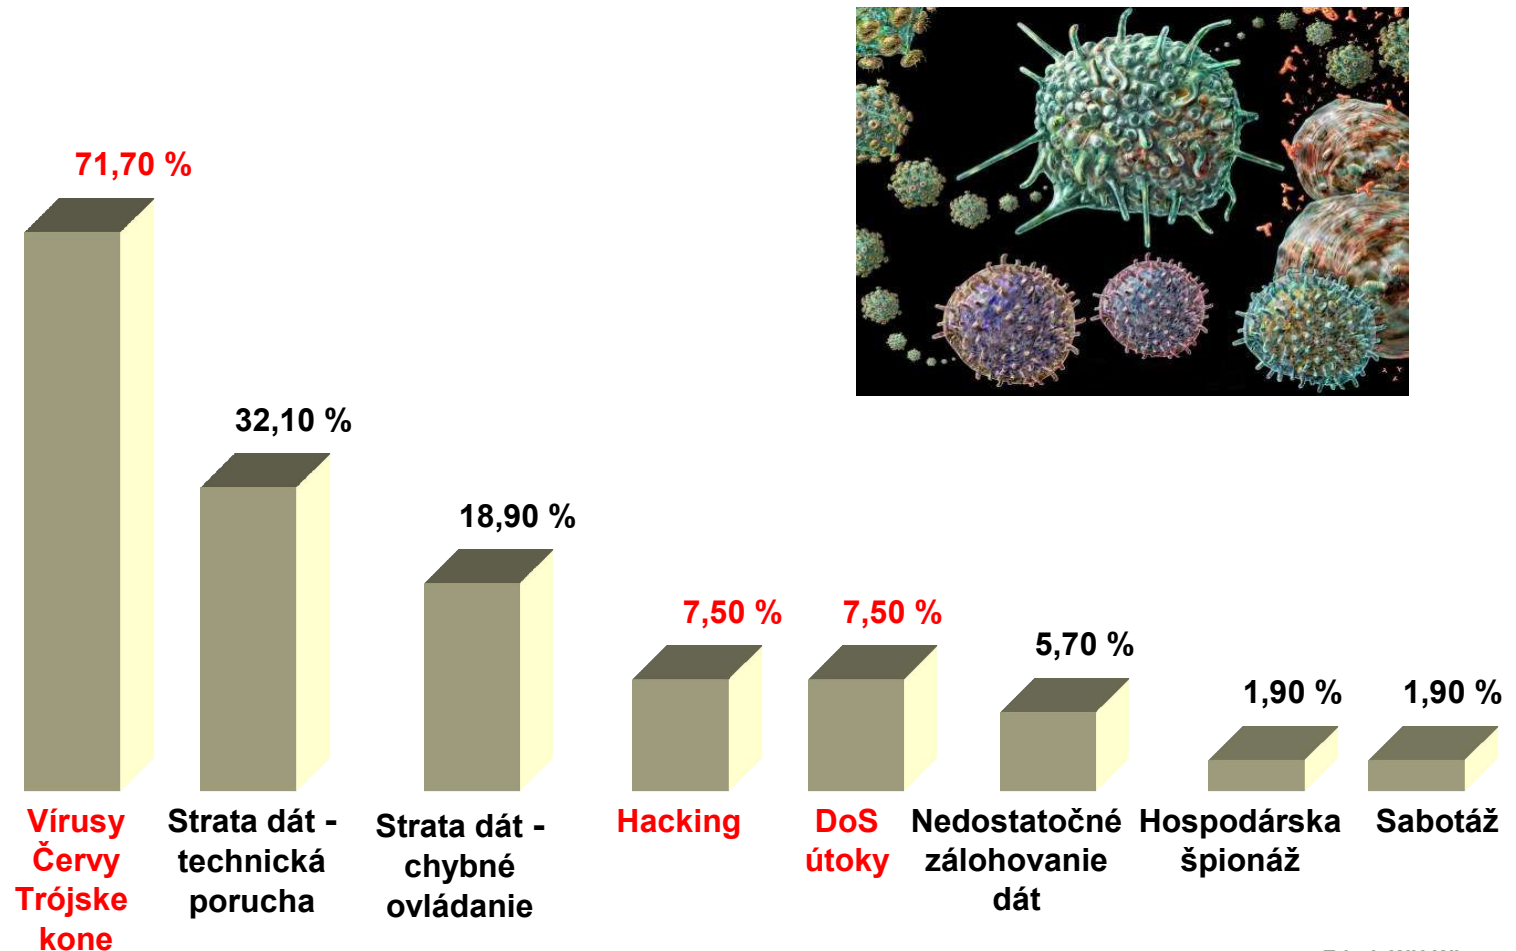 71,70 %
32,10 %
18,90 %
7,50 %
7,50 %
5,70 %
1,90 %
1,90 %
Vírusy
Červy
Trójske
kone
Strata dát -
technická
porucha
Strata dát -
chybné
ovládanie
Hacking
DoS
útoky
Nedostatočné
zálohovanie
dát
Hospodárska
špionáž
Sabotáž